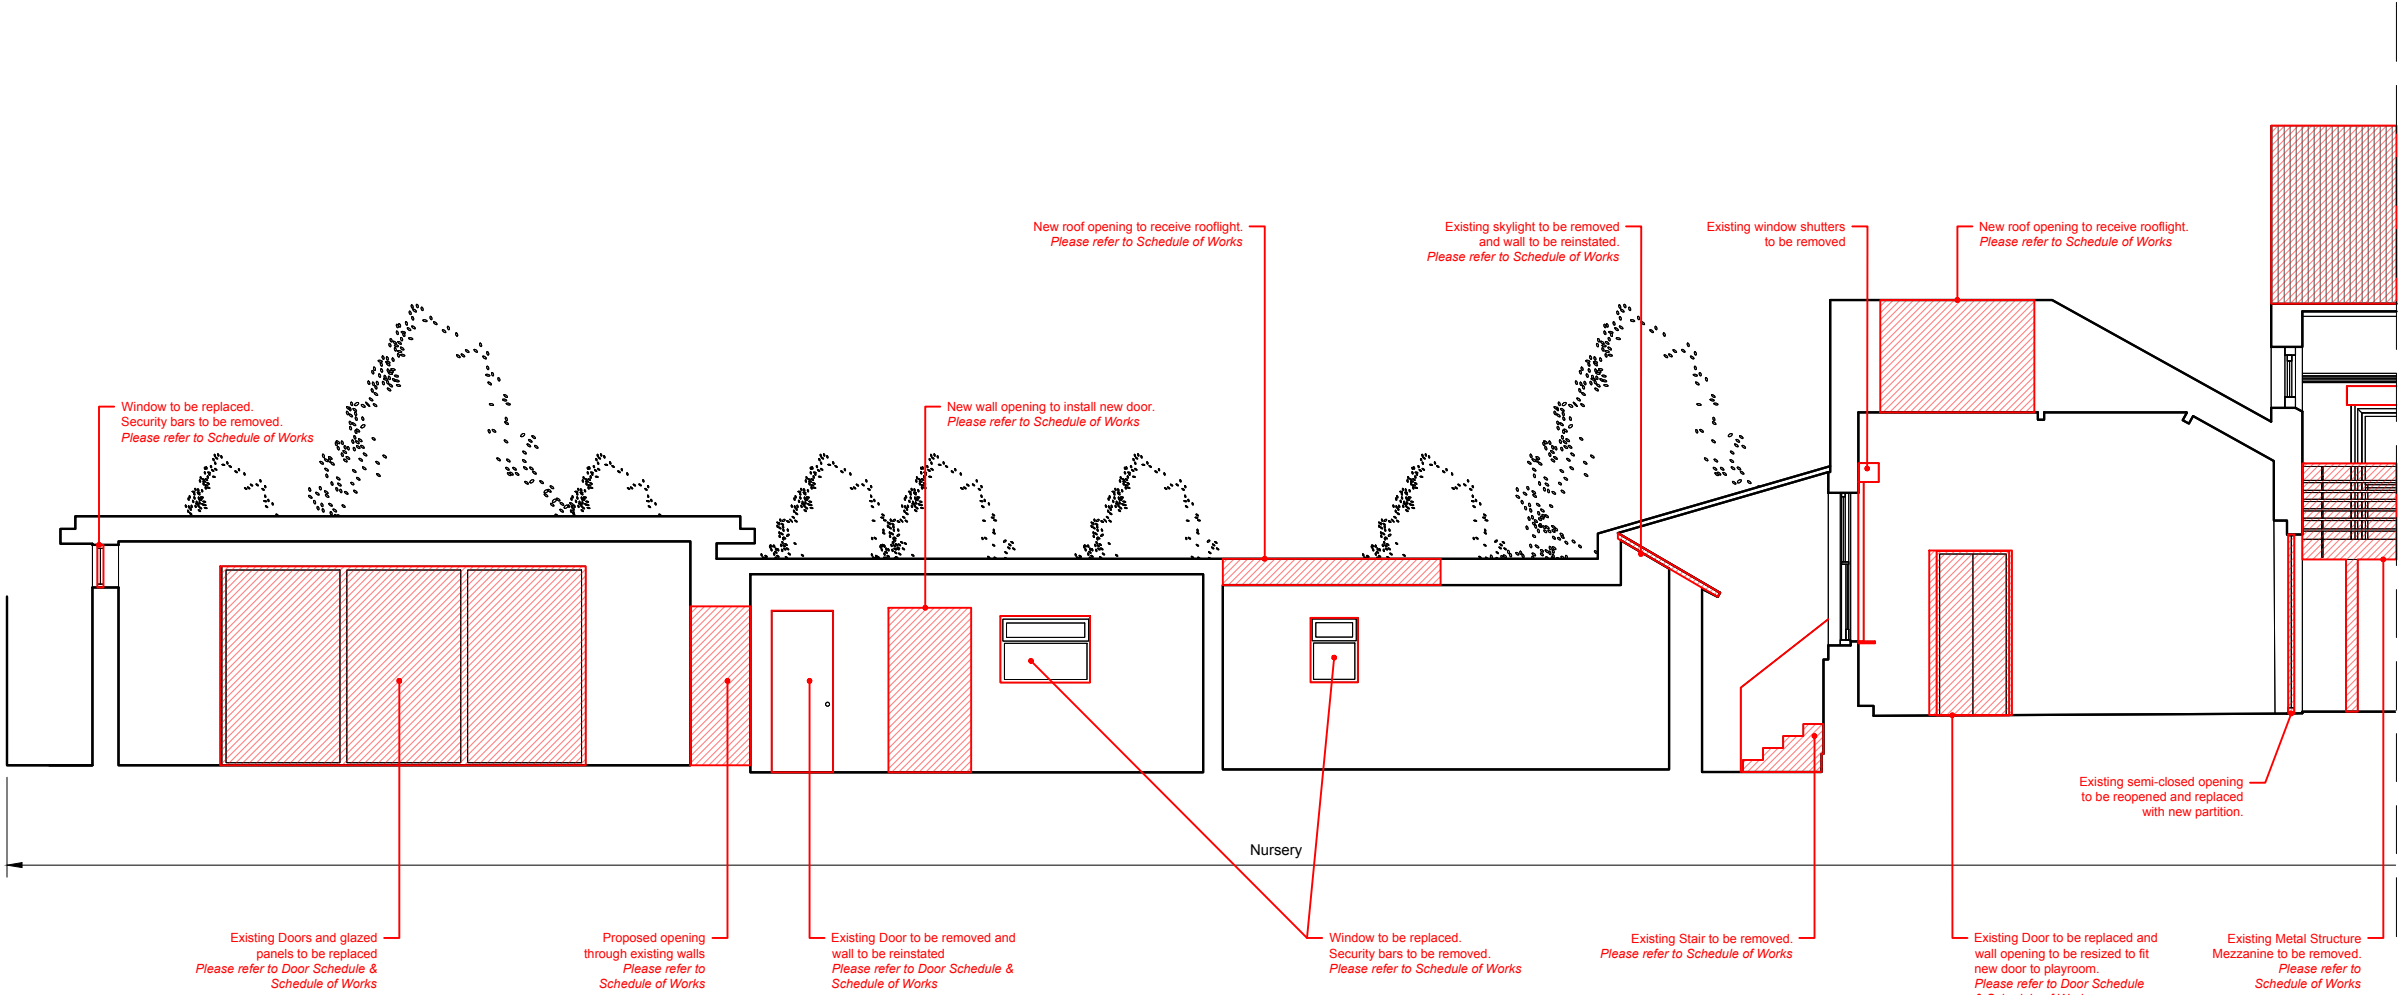 New roof opening to receive rooflight.
Please refer to Schedule of Works
Existing skylight to be removed
and wall to be reinstated.
Please refer to Schedule of Works
Existing window shutters
to be removed
New roof opening to receive rooflight.
Please refer to Schedule of Works
Window to be replaced.
Security bars to be removed.
Please refer to Schedule of Works
New wall opening to install new door.
Please refer to Schedule of Works
Existing semi-closed opening
to be reopened and replaced
with new partition.
Nursery
Existing Doors and glazed
panels to be replaced
Please refer to Door Schedule &
Schedule of Works
Proposed opening
through existing walls
Please refer to
Schedule of Works
Existing Door to be removed and
wall to be reinstated
Please refer to Door Schedule &
Schedule of Works
Window to be replaced.
Security bars to be removed.
Please refer to Schedule of Works
Existing Stair to be removed.
Please refer to Schedule of Works
Existing Door to be replaced and
wall opening to be resized to fit
new door to playroom.
Please refer to Door Schedule
Existing Metal Structure
Mezzanine to be removed.
Please refer to
Schedule of Works